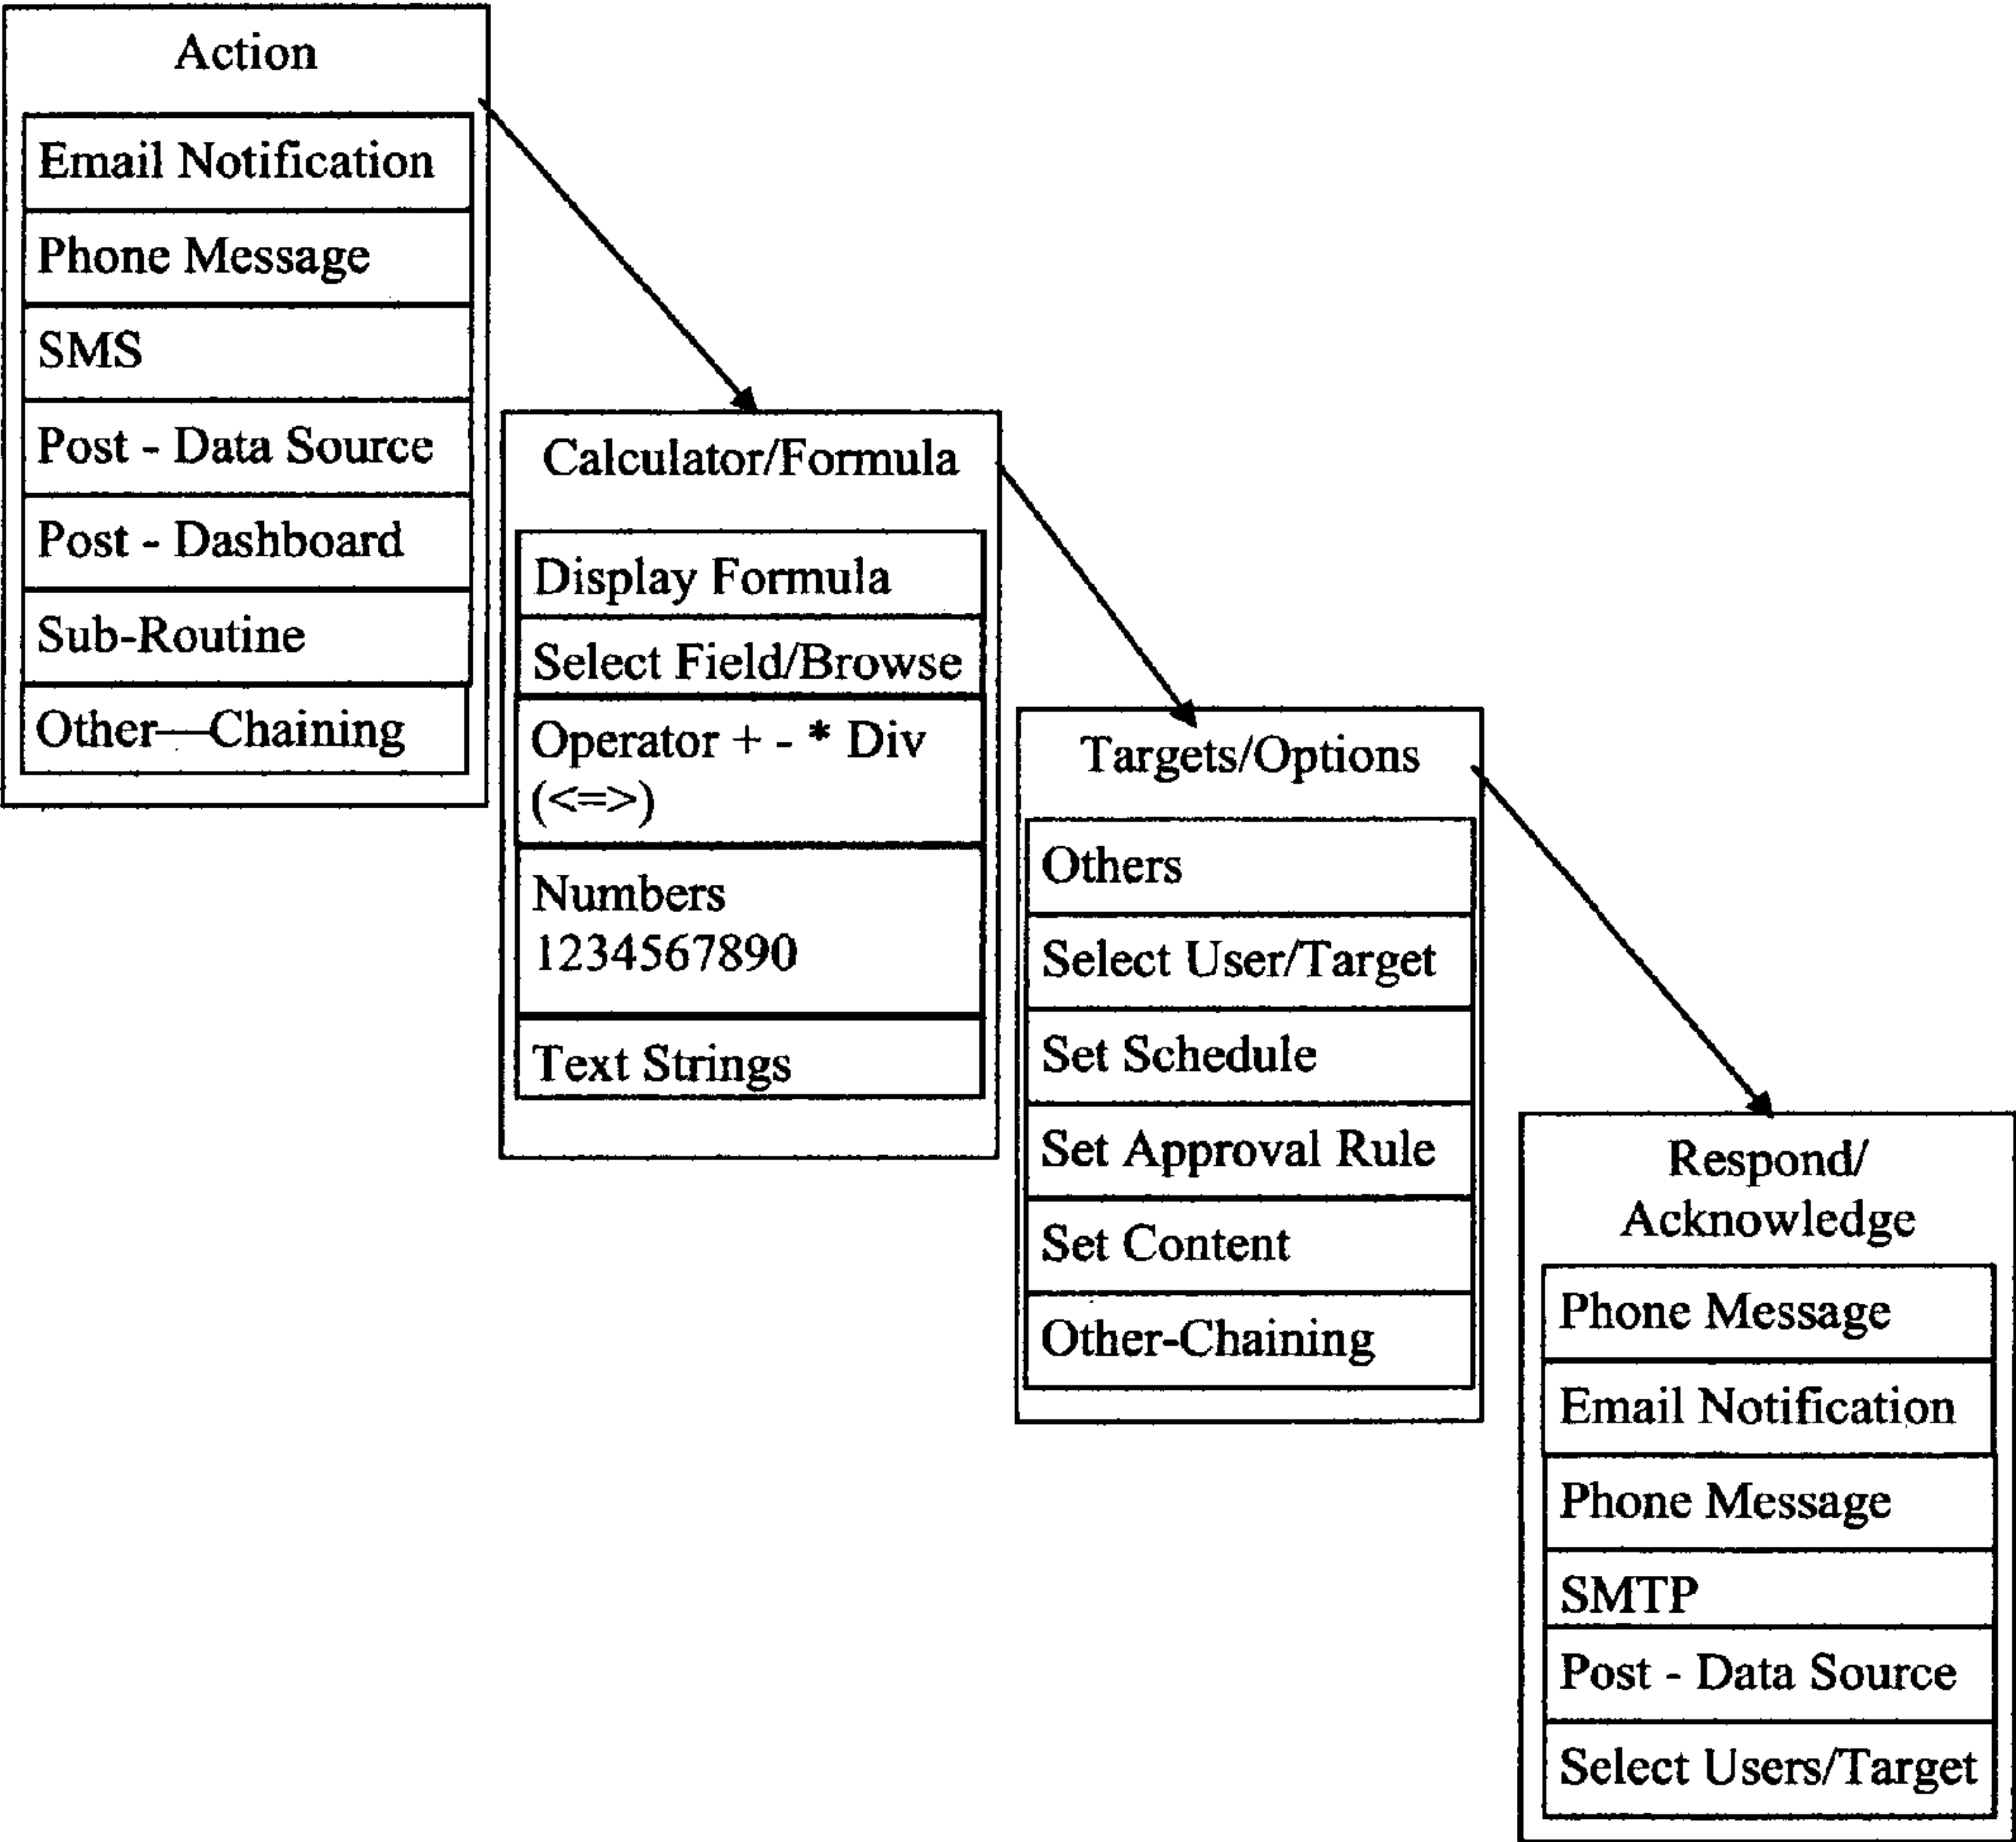 Action
Email Notification
Phone Message
SMS
Post - Data Source
Post - Dashboard
Sub-Routine
Other—Chaining
Calculator/Formula
Display Formula
Select Field/Browse
Operator + - * Div
(<=>)
Numbers
1234567890
Text Strings
Targets/Options
Others
Select User/Target
Set Schedule
Set Approval Rule
Set Content
Other-Chaining
Respond/
Acknowledge
Phone Message
Email Notification
Phone Message
SMTP
Post - Data Source
Select Users/Target